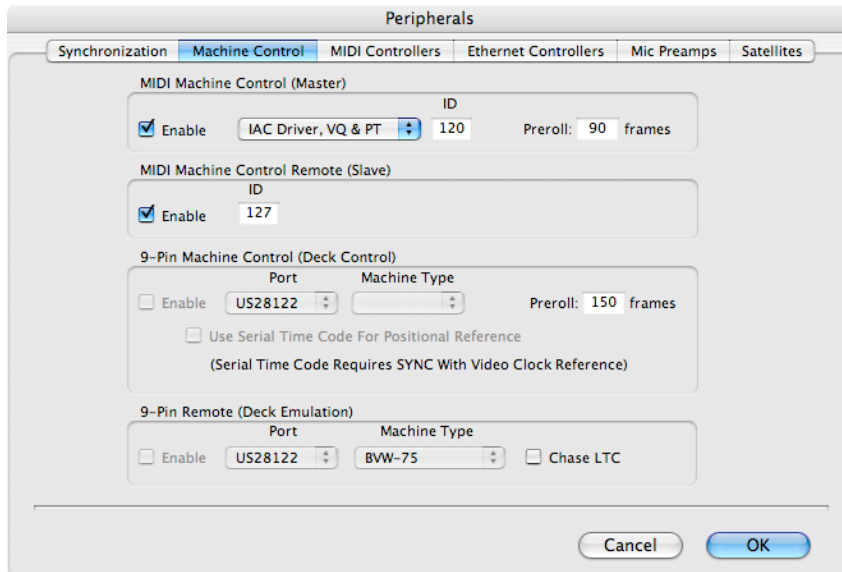 Peripherals
Synchronization Machine Control MIDI Controllers Ethernet Controllers Mic Preamps Satellites
MIDI Machine Control (Master)
ID
Enable IAC Driver, VQ & PT 120 Preroll: 90 frames
MIDI Machine Control Remote (Slave)
ID
Enable 127
9-Pin Machine Control (Deck Control)
Port Machine Type
Enable US28122 Preroll: 150 frames
Use Serial Time Code For Positional Reference
(Serial Time Code Requires SYNC With Video Clock Reference)
9-Pin Remote (Deck Emulation)
Port Machine Type
Enable US28122 BVW-75 Chase LTC
Cancel OK